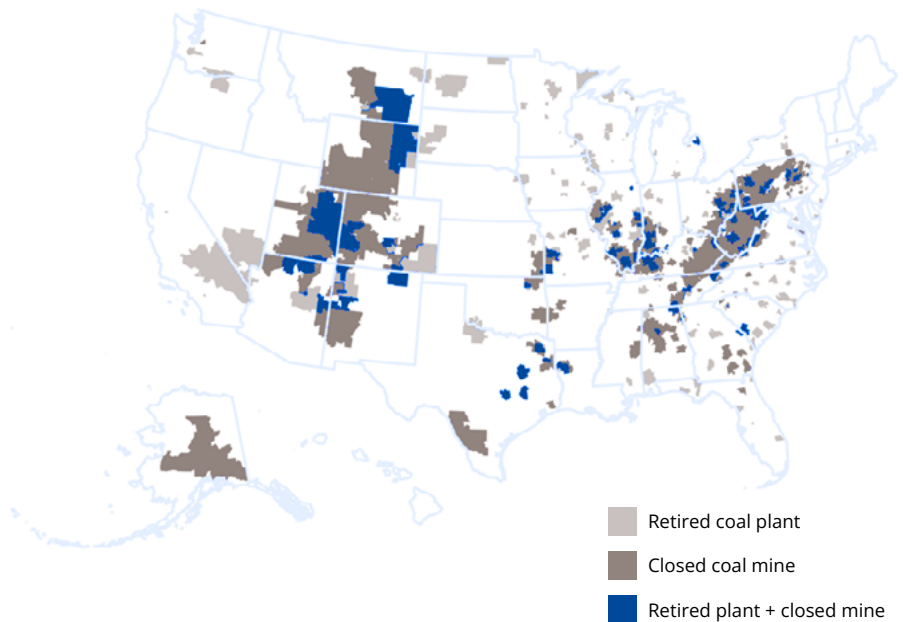 Retired coal plant
Closed coal mine
Retired plant + closed mine